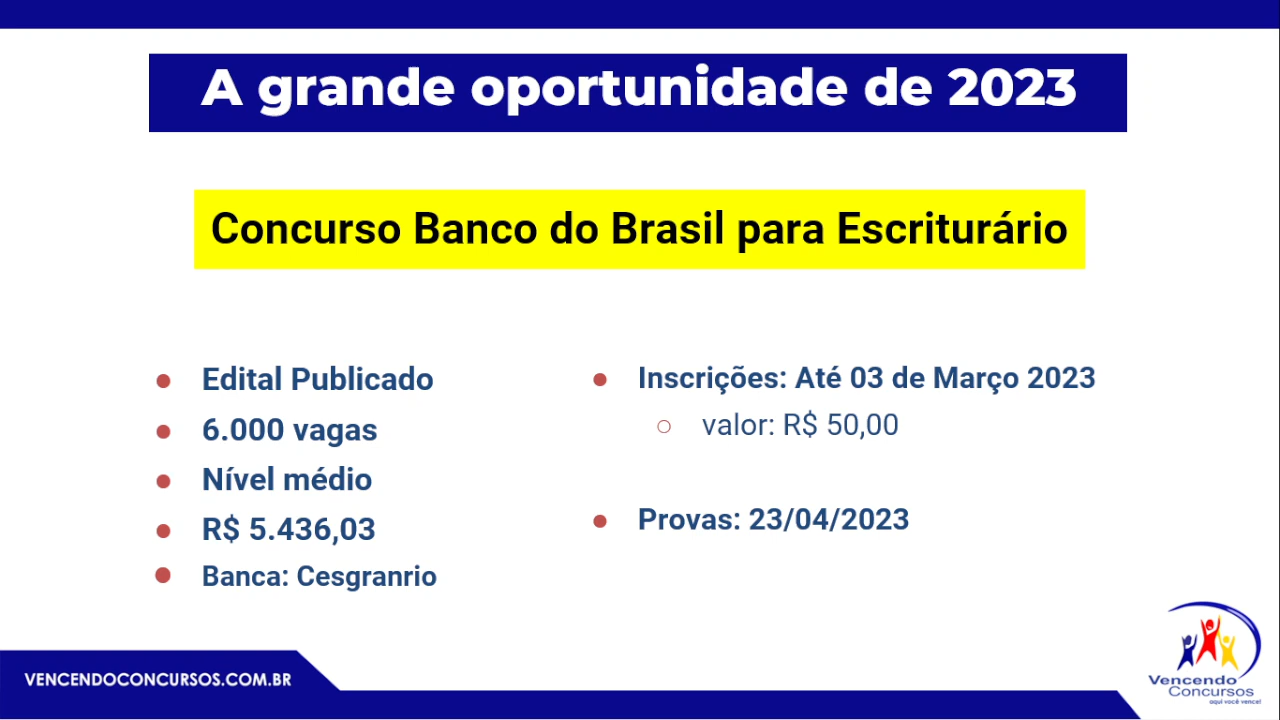 A grande oportunidade de 2023
Concurso Banco do Brasil para Escriturário
● Edital Publicado
● 6.000 vagas
● Nível médio
● R$ 5.436,03
● Banca: Cesgranrio
● Inscrições: Até 03 de Março 2023
○ valor: R$ 50,00
● Provas: 23/04/2023
VENCENDOCONCURSOS.COM.BR
Vencendo
Concursos
aqui você vence!